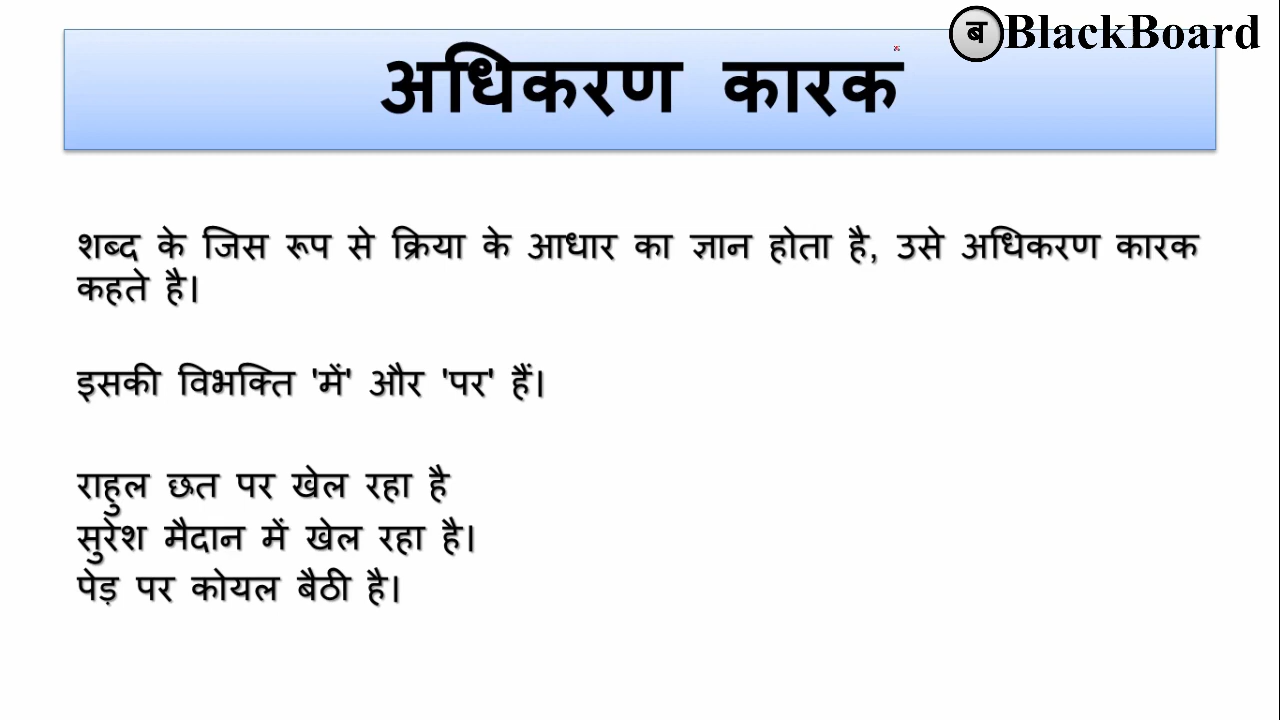 ब BlackBoard
अधिकरण कारक
शब्द के जिस रूप से क्रिया के आधार का ज्ञान होता है, उसे अधिकरण कारक
कहते है।
इसकी विभक्ति 'में' और 'पर' हैं।
राहुल छत पर खेल रहा है
सुरेश मैदान में खेल रहा है।
पेड़ पर कोयल बैठी है।